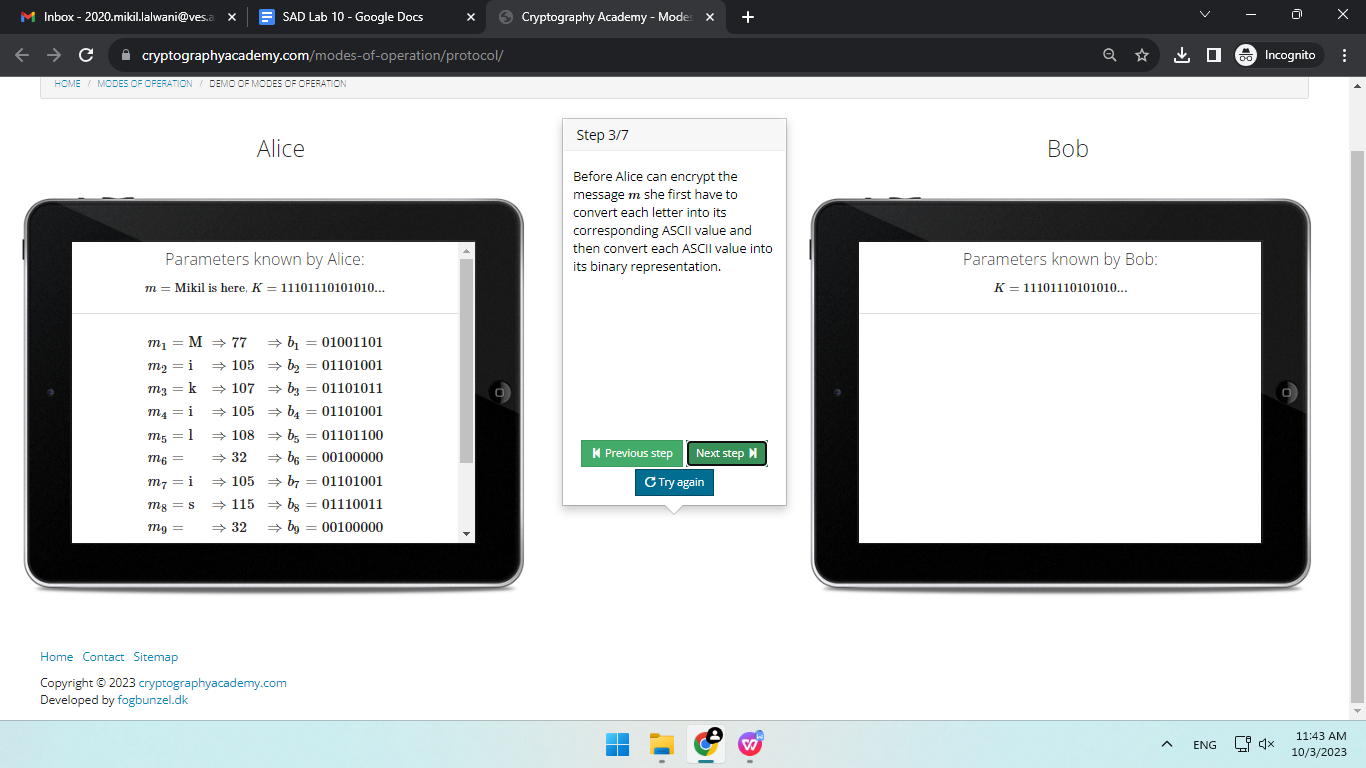 Inbox - 2020.mikil.lalwani@ves.a
SAD Lab 10 - Google Docs
Cryptography Academy - Modes
cryptographyacademy.com/modes-of-operation/protocol/
Incognito
HOME / MODES OF OPERATION / DEMO OF MODES OF OPERATION
Alice
Parameters known by Alice:
m = Mikil is here, K = 11101110101010...
m₁ = M ⇒ 77 ⇒ b₁ = 01001101
m₂ = i ⇒ 105 ⇒ b₂ = 01101001
m₃ = k ⇒ 107 ⇒ b₃ = 01101011
m₄ = i ⇒ 105 ⇒ b₄ = 01101001
m₅ = l ⇒ 108 ⇒ b₅ = 01101100
m₆ = ⇒ 32 ⇒ b₆ = 00100000
m₇ = i ⇒ 105 ⇒ b₇ = 01101001
m₈ = s ⇒ 115 ⇒ b₈ = 01110011
m₉ = ⇒ 32 ⇒ b₉ = 00100000
Step 3/7
Before Alice can encrypt the
message m she first have to
convert each letter into its
corresponding ASCII value and
then convert each ASCII value into
its binary representation.
Previous step
Next step
Try again
Bob
Parameters known by Bob:
K = 11101110101010...
Home Contact Sitemap
Copyright © 2023 cryptographyacademy.com
Developed by fogbunzel.dk
ENG
11:43 AM
10/3/2023